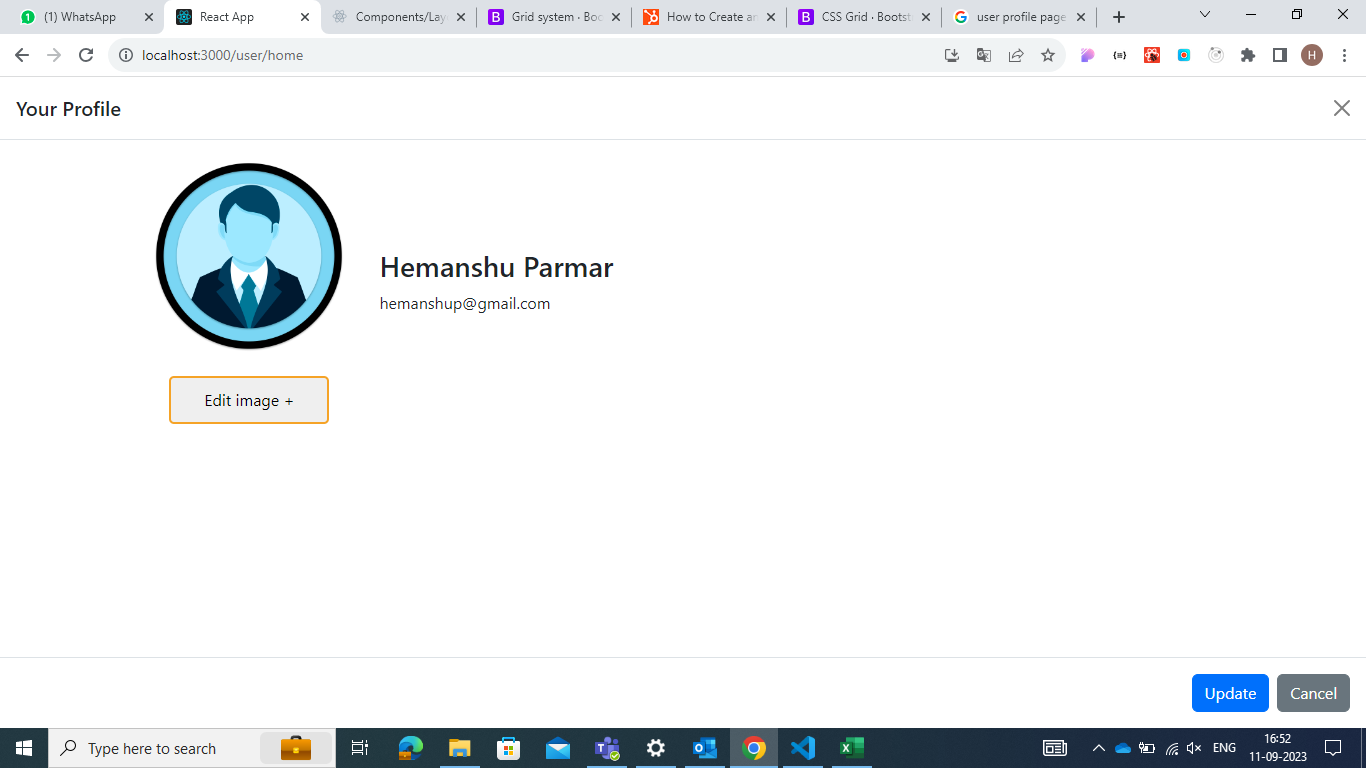 (1) WhatsApp
React App
Components/Lay
Grid system · Boo
How to Create an
CSS Grid · Bootst
user profile page
localhost:3000/user/home
H
Your Profile
Hemanshu Parmar
hemanshup@gmail.com
Edit image +
Update
Cancel
Type here to search
ENG
16:52
11-09-2023